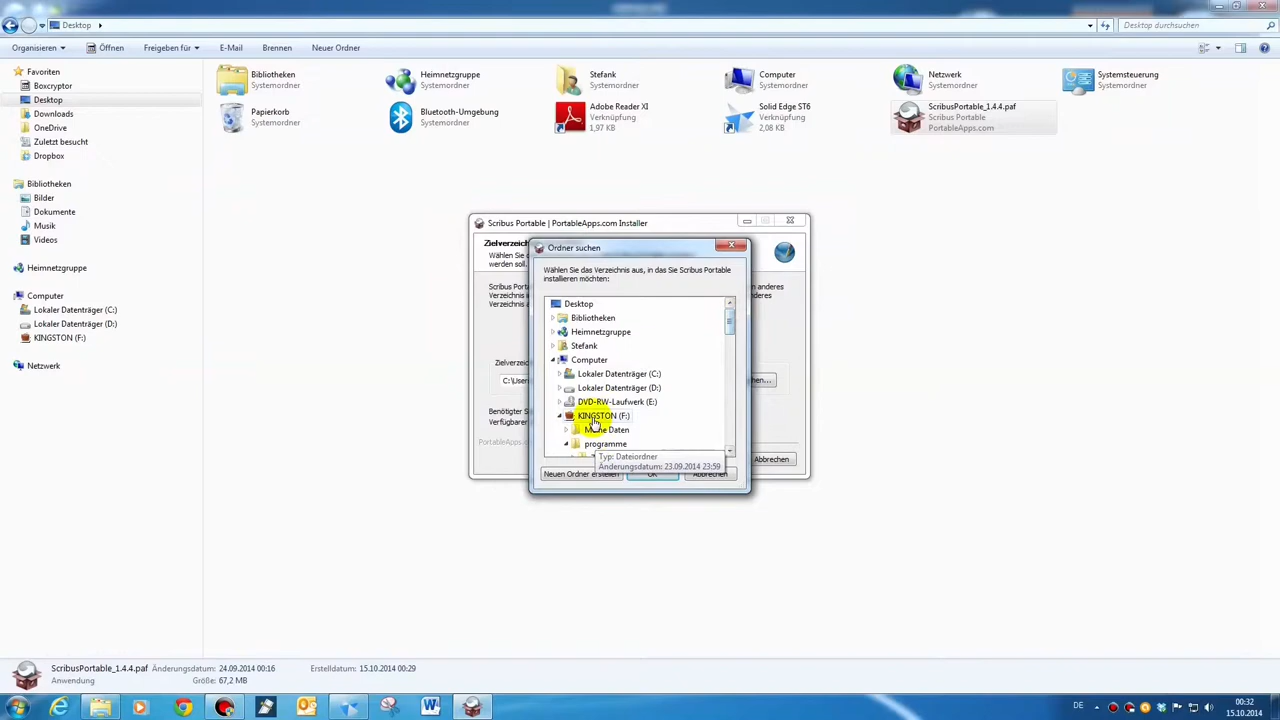 Desktop
Desktop durchsuchen
Organisieren
Öffnen
Freigeben für
E-Mail
Brennen
Neuer Ordner
Favoriten
Boxcryptor
Desktop
Downloads
OneDrive
Zuletzt besucht
Dropbox
Bibliotheken
Bilder
Dokumente
Musik
Videos
Heimnetzgruppe
Computer
Lokaler Datenträger (C:)
Lokaler Datenträger (D:)
KINGSTON (F:)
Netzwerk
Bibliotheken
Systemordner
Heimnetzgruppe
Systemordner
Stefank
Systemordner
Computer
Systemordner
Netzwerk
Systemordner
Systemsteuerung
Systemordner
Papierkorb
Systemordner
Bluetooth-Umgebung
Systemordner
Adobe Reader XI
Verknüpfung
1,97 KB
Solid Edge ST6
Verknüpfung
2,08 KB
ScribusPortable_1.4.4.paf
Scribus Portable
PortableApps.com
Scribus Portable | PortableApps.com Installer
Abbrechen
Ordner suchen
Wählen Sie das Verzeichnis aus, in das Sie Scribus Portable
installieren möchten:
Desktop
Bibliotheken
Heimnetzgruppe
Stefank
Computer
Lokaler Datenträger (C:)
Lokaler Datenträger (D:)
DVD-RW-Laufwerk (E:)
KINGSTON (F:)
Meine Daten
programme
Typ: Dateiordner
Änderungsdatum: 23.09.2014 23:59
Neuen Ordner erstellen
OK
Abbrechen
ScribusPortable_1.4.4.paf
Änderungsdatum: 24.09.2014 00:16
Erstelldatum: 15.10.2014 00:29
Anwendung
Größe: 67,2 MB
DE
00:32
15.10.2014